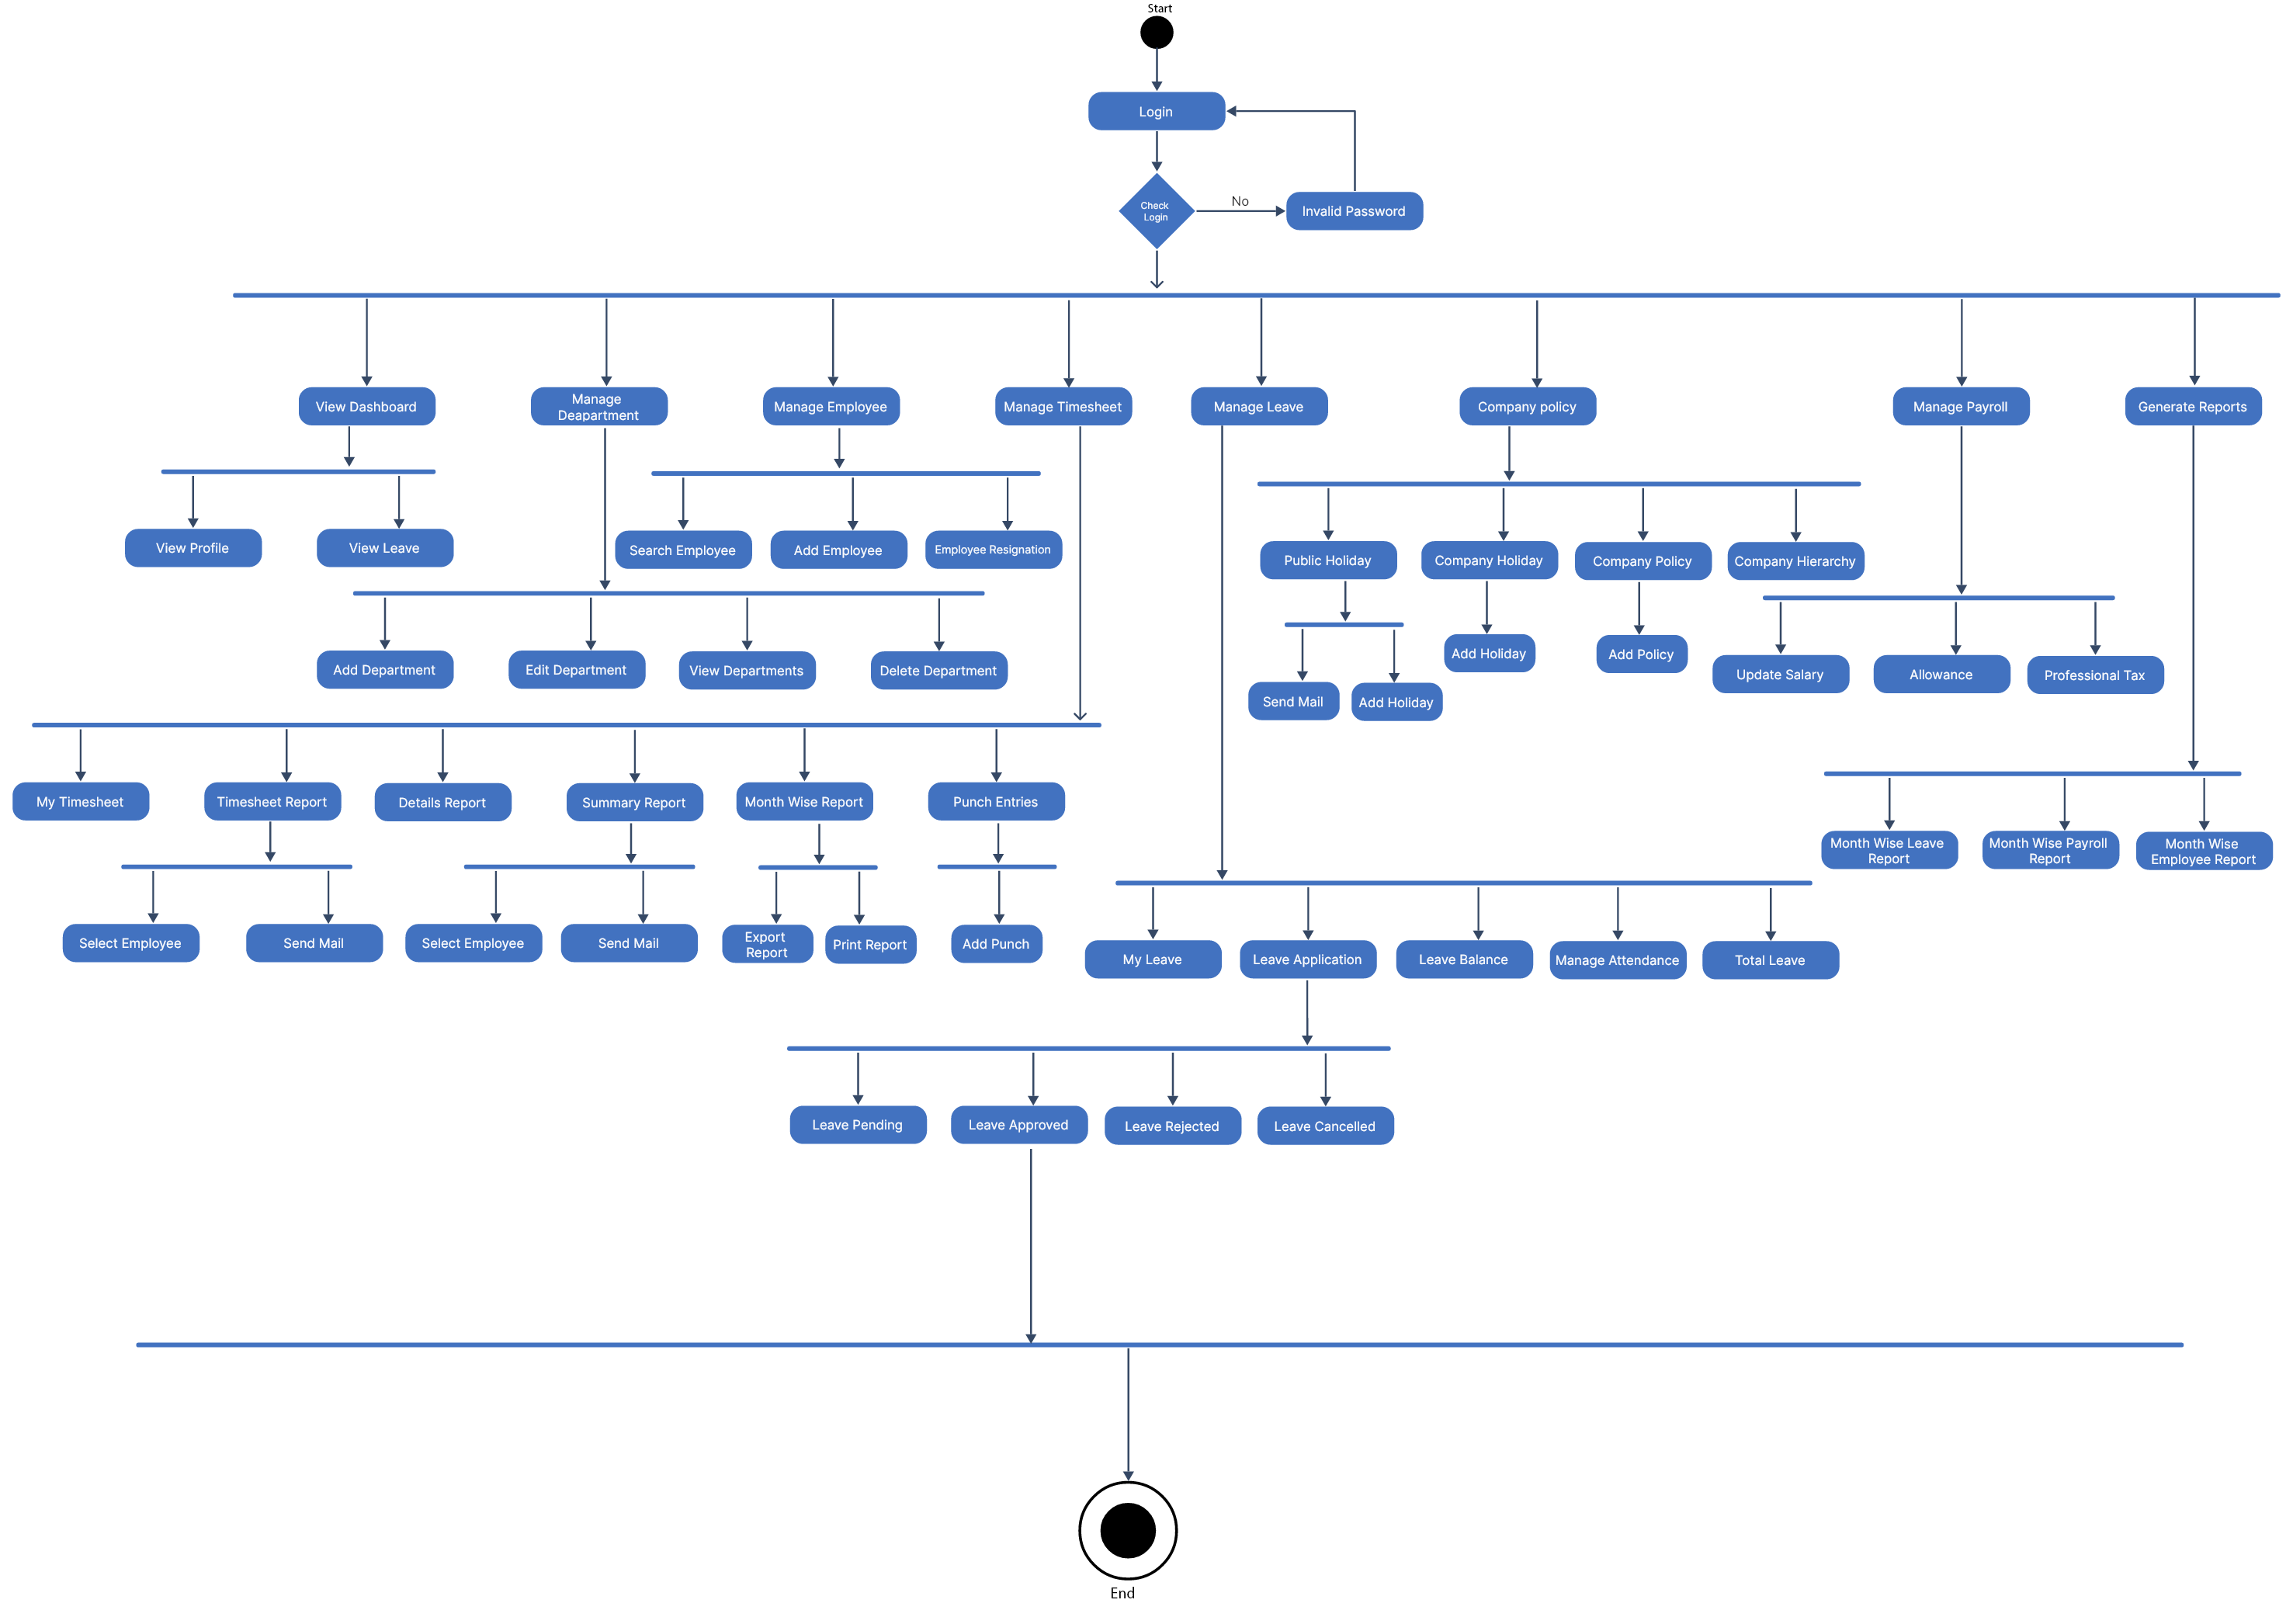 Start
Login
Check
Login
No
Invalid Password
View Dashboard
Manage
Deapartment
Manage Employee
Manage Timesheet
Manage Leave
Company policy
Manage Payroll
Generate Reports
View Profile
View Leave
Search Employee
Add Employee
Employee Resignation
Public Holiday
Company Holiday
Company Policy
Company Hierarchy
Add Department
Edit Department
View Departments
Delete Department
Add Holiday
Add Policy
Update Salary
Allowance
Professional Tax
Send Mail
Add Holiday
My Timesheet
Timesheet Report
Details Report
Summary Report
Month Wise Report
Punch Entries
Month Wise Leave
Report
Month Wise Payroll
Report
Month Wise
Employee Report
Select Employee
Send Mail
Select Employee
Send Mail
Export
Report
Print Report
Add Punch
My Leave
Leave Application
Leave Balance
Manage Attendance
Total Leave
Leave Pending
Leave Approved
Leave Rejected
Leave Cancelled
End